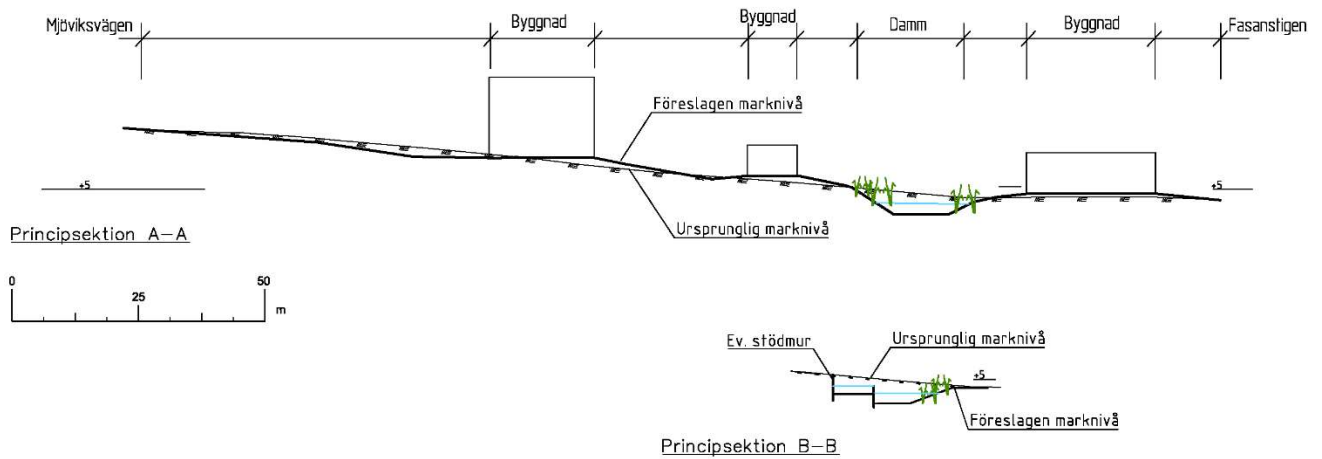 Mjöviksvägen
Byggnad
Byggnad
Damm
Byggnad
Fasanstigen
Föreslagen marknivå
+5
+5
Ursprunglig marknivå
Principsektion A-A
0
50
25
m
Ev. stödmur
Ursprunglig marknivå
+5
Föreslagen marknivå
Principsektion B-B